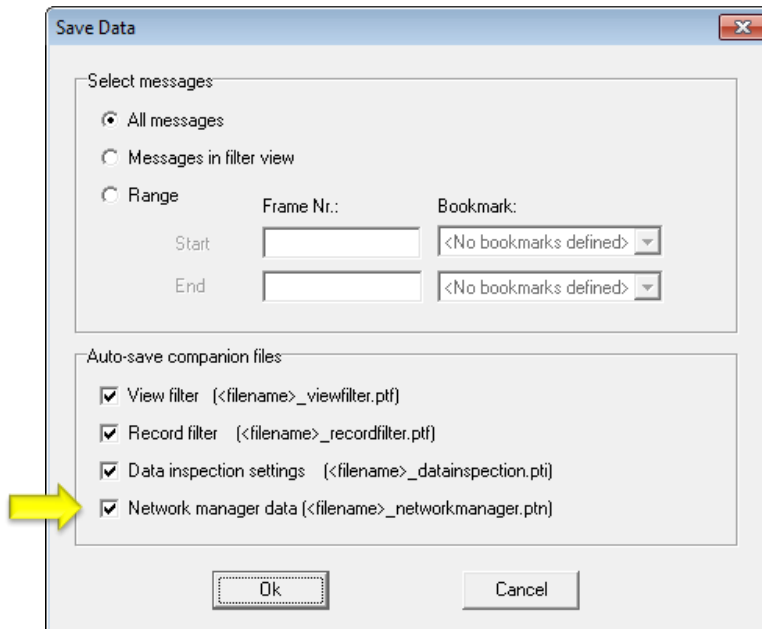 Save Data
Select messages
All messages
Messages in filter view
Range
Frame Nr.: Bookmark:
Start <No bookmarks defined>
End <No bookmarks defined>
Auto-save companion files
View filter (<filename>_viewfilter.ptf)
Record filter (<filename>_recordfilter.ptf)
Data inspection settings (<filename>_datainspection.pti)
Network manager data (<filename>_networkmanager.ptn)
Ok Cancel